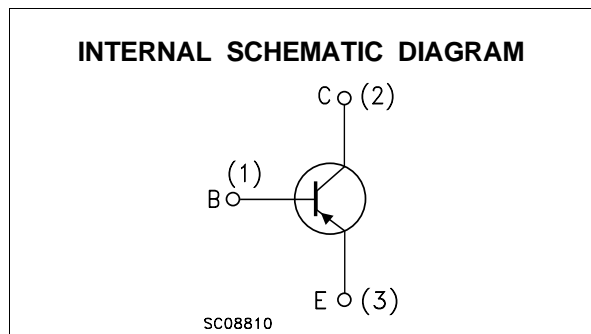 INTERNAL SCHEMATIC DIAGRAM
C (2)
(1)
B
E (3)
SC08810